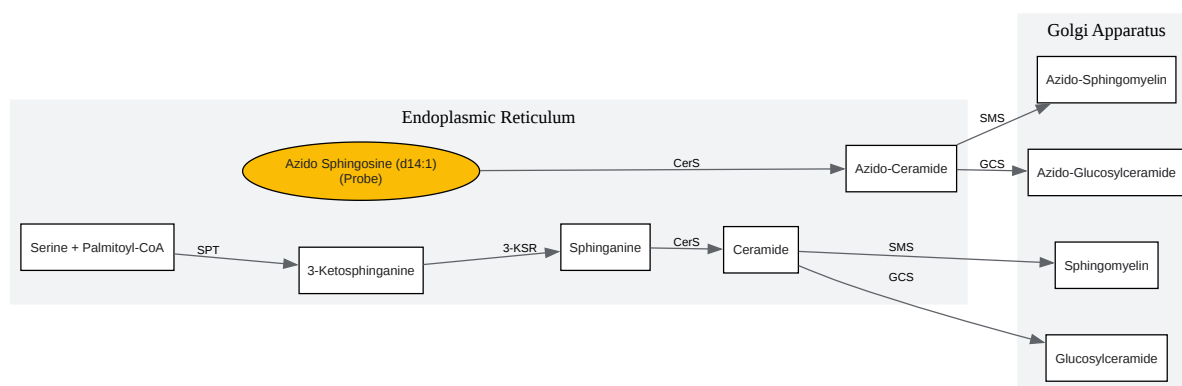 Golgi Apparatus
Azido-Sphingomyelin
Endoplasmic Reticulum
SMS
Azido Sphingosine (d14:1)
(Probe)
CerS
Azido-Ceramide
GCS
Azido-Glucosylceramide
Serine + Palmitoyl-CoA
SPT
3-Ketosphinganine
3-KSR
Sphinganine
CerS
Ceramide
SMS
Sphingomyelin
GCS
Glucosylceramide